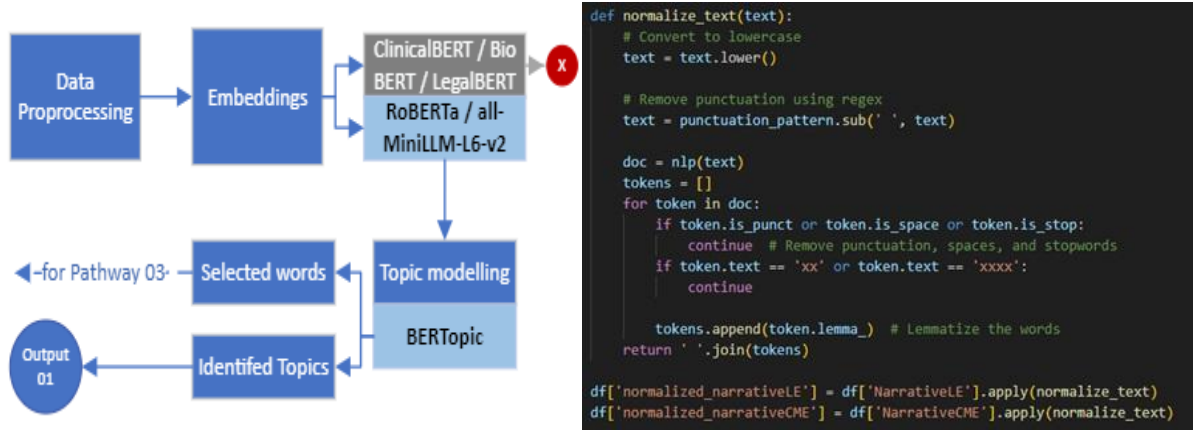 Data
Proprocessing
Embeddings
ClinicalBERT / Bio
BERT / LegalBERT
X
RoBERTa / all-
MiniLLM-L6-v2
for Pathway 03
Selected words
Topic modelling
BERTopic
Output
01
Identifed Topics
def normalize_text(text):
    # Convert to lowercase
    text = text.lower()
    # Remove punctuation using regex
    text = punctuation_pattern.sub(' ', text)
    doc = nlp(text)
    tokens = []
    for token in doc:
        if token.is_punct or token.is_space or token.is_stop:
            continue  # Remove punctuation, spaces, and stopwords
        if token.text == 'xx' or token.text == 'xxxx':
            continue
        tokens.append(token.lemma_)  # Lemmatize the words
    return ' '.join(tokens)
df['normalized_narrativeLE'] = df['NarrativeLE'].apply(normalize_text)
df['normalized_narrativeCME'] = df['NarrativeCME'].apply(normalize_text)